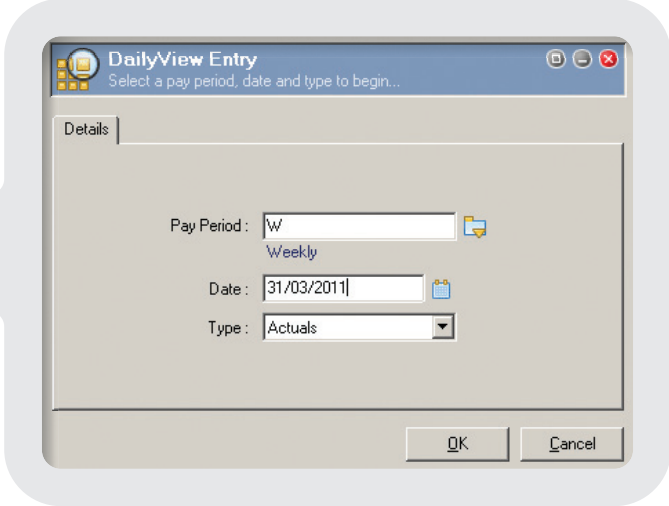 DailyView Entry
Select a pay period, date and type to begin...
Details
Pay Period : W
Weekly
Date : 31/03/2011
Type : Actuals
OK Cancel